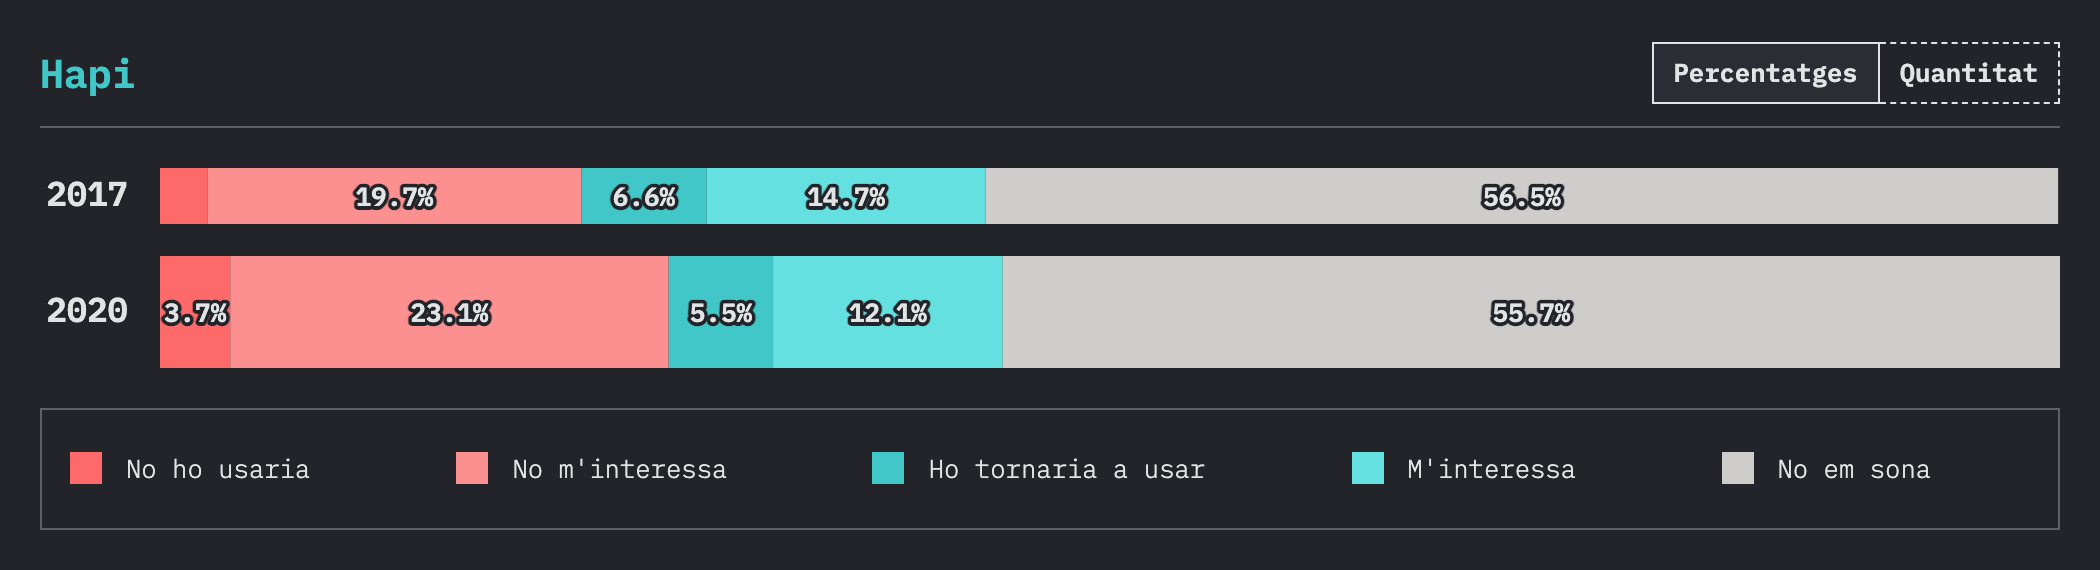 Hapi
Percentatges Quantitat
2017 19.7% 6.6% 14.7% 56.5%
2020 3.7% 23.1% 5.5% 12.1% 55.7%
No ho usaria No m'interessa Ho tornaria a usar M'interessa No em sona